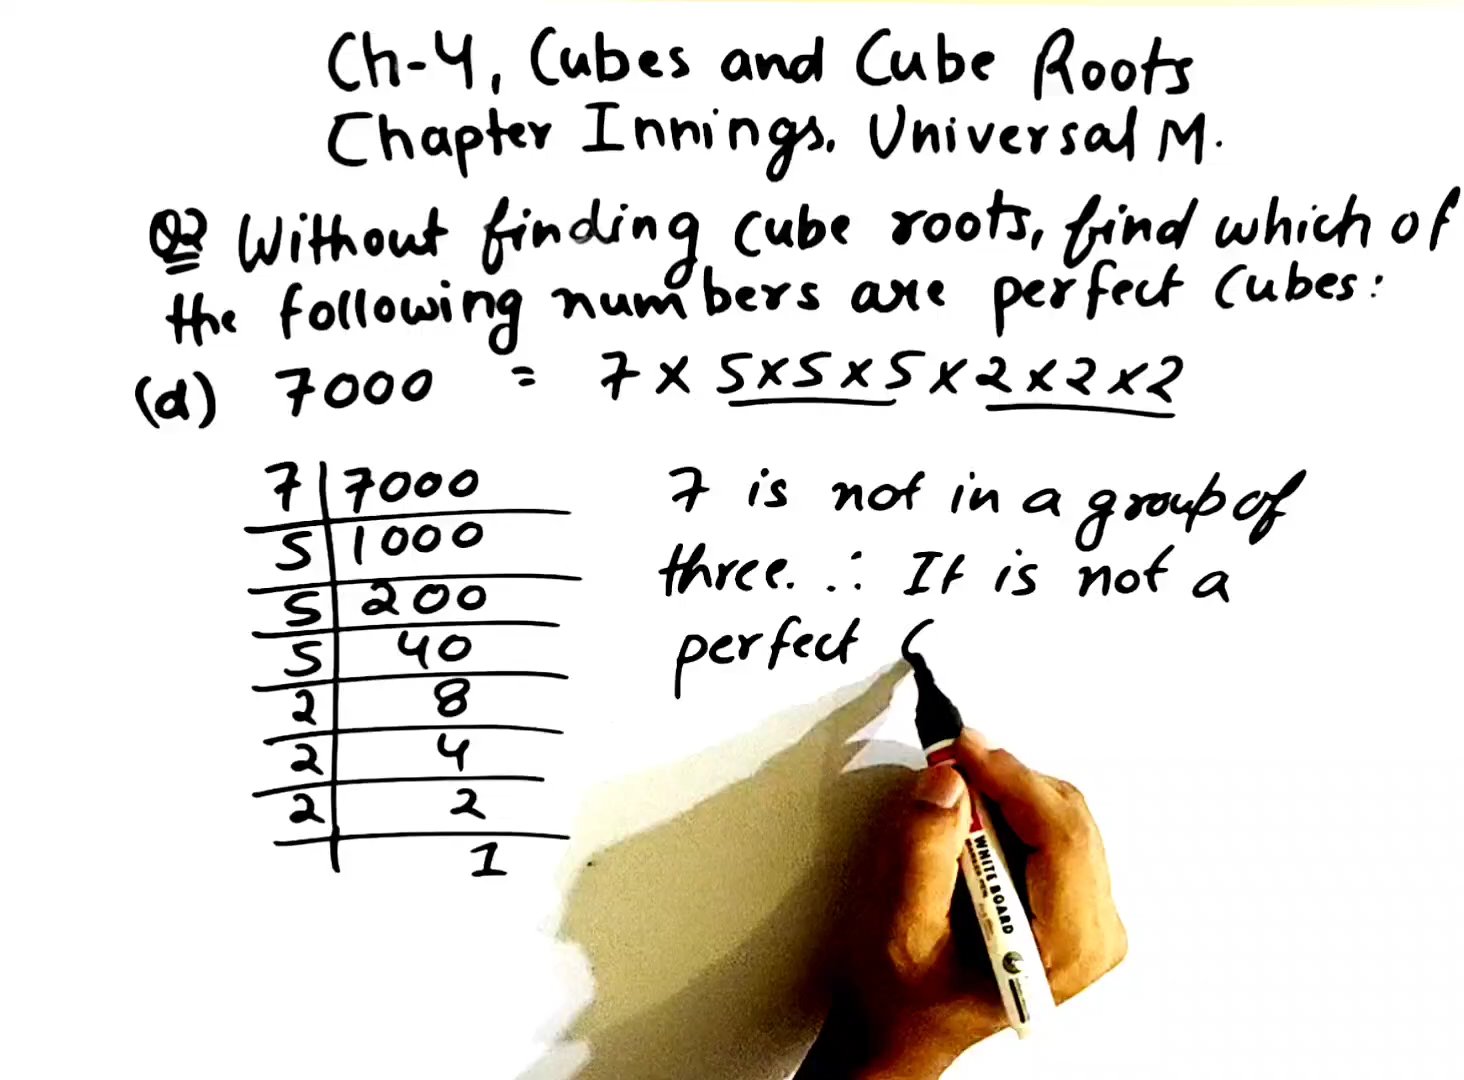 Ch-4, Cubes and Cube Roots
Chapter Innings. Universal M.
Q2 Without finding cube roots, find which of
the following numbers are perfect cubes:
(d) 7000 = 7 × 5×5×5 × 2×2×2
7 | 7000
5 | 1000
5 | 200
5 | 40
2 | 8
2 | 4
2 | 2
| 1
7 is not in a group of
three. ∴ It is not a
perfect C
WHITE BOARD